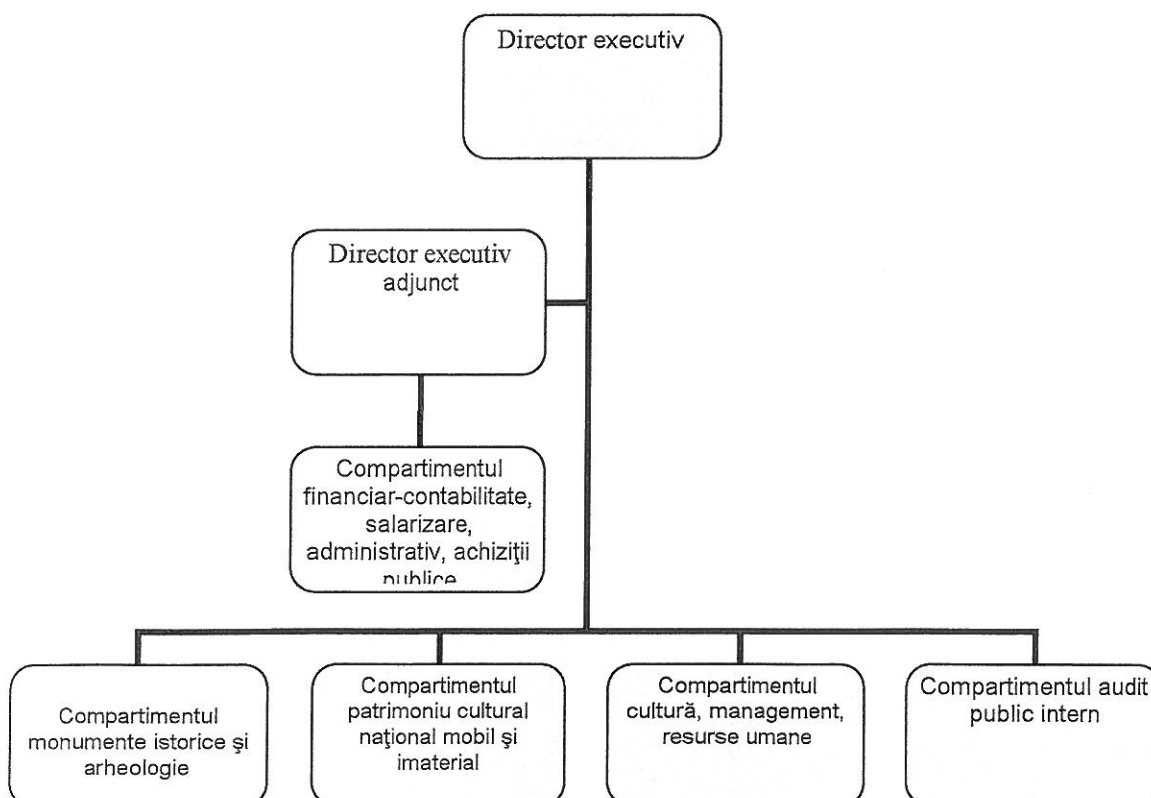 Director executiv
Director executiv
adjunct
Compartimentul
financiar-contabilitate,
salarizare,
administrativ, achiziţii
publice
Compartimentul
monumente istorice şi
arheologie
Compartimentul
patrimoniu cultural
naţional mobil şi
imaterial
Compartimentul
cultură, management,
resurse umane
Compartimentul audit
public intern